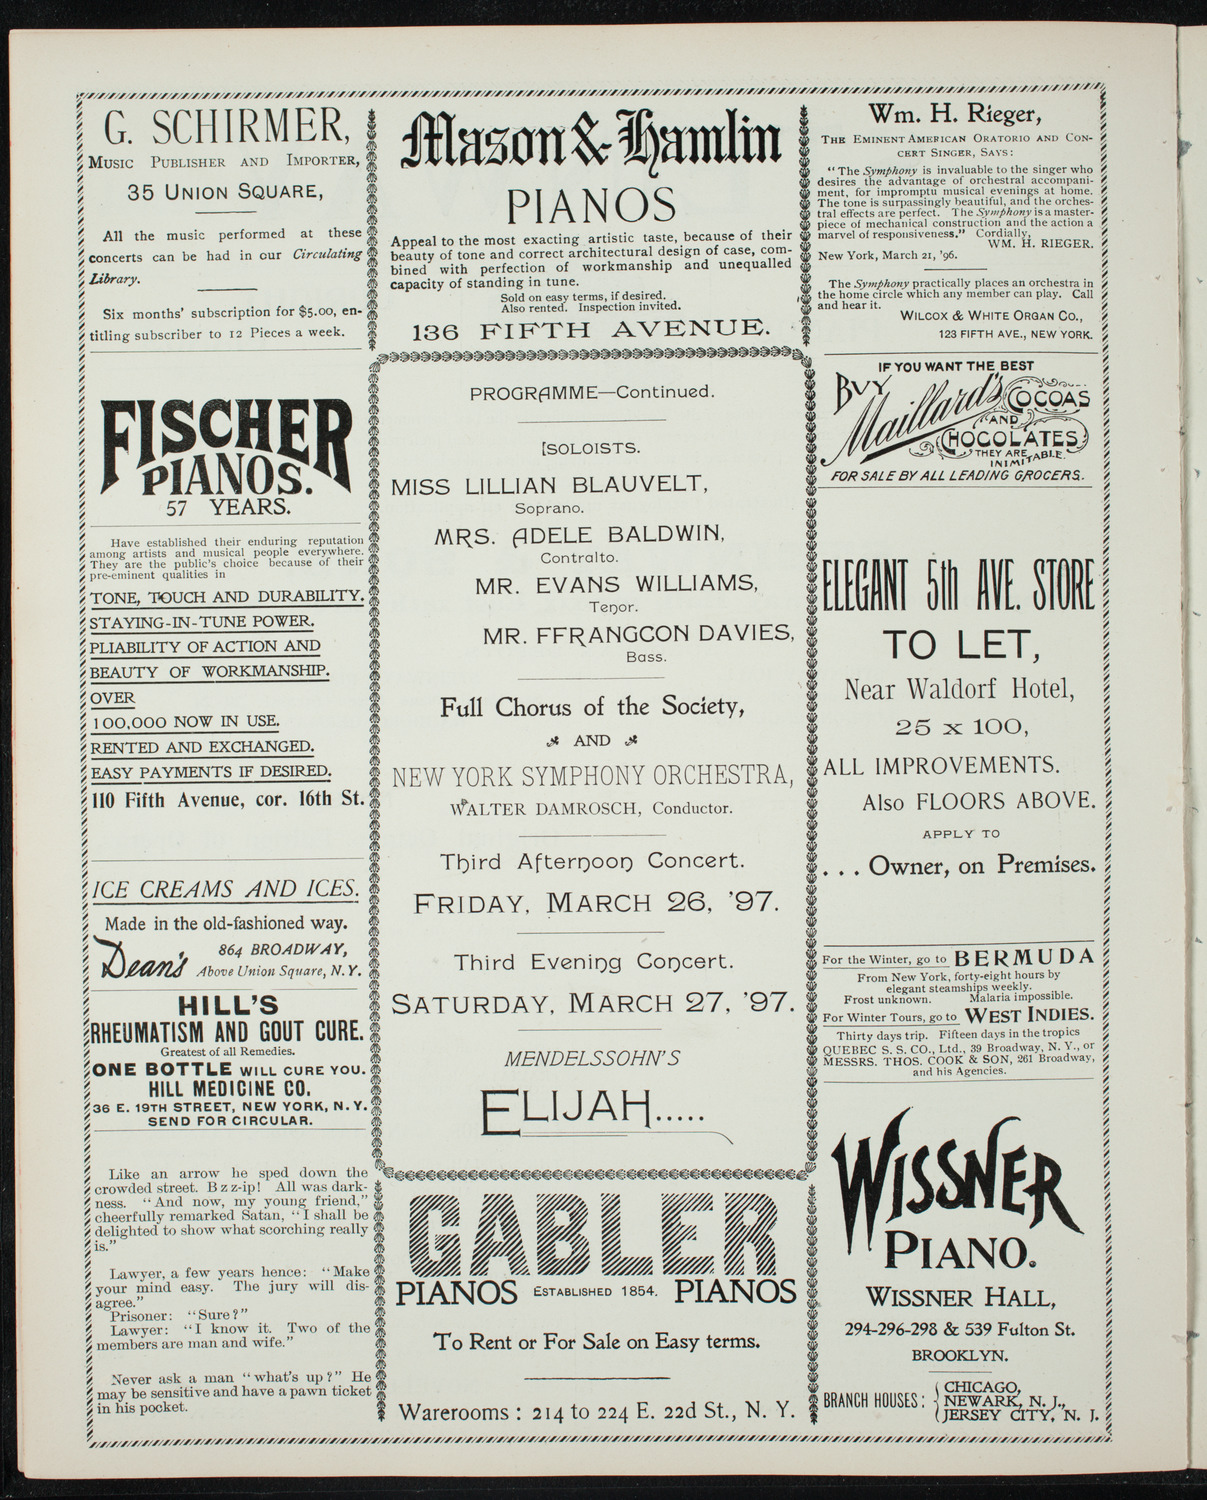 G. SCHIRMER,
MUSIC PUBLISHER AND IMPORTER,
35 UNION SQUARE,
All the music performed at these
concerts can be had in our Circulating
Library.
Six months' subscription for $5.00, en-
titling subscriber to 12 Pieces a week.
FISCHER
PIANOS.
57 YEARS.
Have established their enduring reputation
among artists and musical people everywhere.
They are the public's choice because of their
pre-eminent qualities in
TONE, TOUCH AND DURABILITY.
STAYING-IN-TUNE POWER.
PLIABILITY OF ACTION AND
BEAUTY OF WORKMANSHIP.
OVER
100,000 NOW IN USE.
RENTED AND EXCHANGED.
EASY PAYMENTS IF DESIRED.
110 Fifth Avenue, cor. 16th St.
ICE CREAMS AND ICES.
Made in the old-fashioned way.
Dean's 864 BROADWAY,
Above Union Square, N.Y.
HILL'S
RHEUMATISM AND GOUT CURE.
Greatest of all Remedies.
ONE BOTTLE WILL CURE YOU.
HILL MEDICINE CO.
36 E. 19TH STREET, NEW YORK, N.Y.
SEND FOR CIRCULAR.
Like an arrow he sped down the
crowded street. B z z-ip! All was dark-
ness. "And now, my young friend,"
cheerfully remarked Satan, "I shall be
delighted to show what scorching really
is."
Lawyer, a few years hence: "Make
your mind easy. The jury will dis-
agree."
Prisoner: "Sure?"
Lawyer: "I know it. Two of the
members are man and wife."
Never ask a man "what's up?" He
may be sensitive and have a pawn ticket
in his pocket.
Mason & Hamlin
PIANOS
Appeal to the most exacting artistic taste, because of their
beauty of tone and correct architectural design of case, com-
bined with perfection of workmanship and unequalled
capacity of standing in tune.
Sold on easy terms, if desired.
Also rented. Inspection invited.
136 FIFTH AVENUE.
PROGRAMME—Continued.
[SOLOISTS.
MISS LILLIAN BLAUVELT,
Soprano.
MRS. ADELE BALDWIN,
Contralto.
MR. EVANS WILLIAMS,
Tenor.
MR. FFRANGCON DAVIES,
Bass.
Full Chorus of the Society,
AND
NEW YORK SYMPHONY ORCHESTRA,
WALTER DAMROSCH, Conductor.
Third Afternoon Concert.
FRIDAY, MARCH 26, '97.
Third Evening Concert.
SATURDAY, MARCH 27, '97.
MENDELSSOHN'S
ELIJAH.....
GABLER
PIANOS ESTABLISHED 1854. PIANOS
To Rent or For Sale on Easy terms.
Warerooms : 214 to 224 E. 22d St., N. Y.
Wm. H. Rieger,
THE EMINENT AMERICAN ORATORIO AND CON-
CERT SINGER, SAYS:
"The Symphony is invaluable to the singer who
desires the advantage of orchestral accompani-
ment, for impromptu musical evenings at home.
The tone is surpassingly beautiful, and the orches-
tral effects are perfect. The Symphony is a master-
piece of mechanical construction and the action a
marvel of responsiveness." Cordially,
WM. H. RIEGER.
New York, March 21, '96.
The Symphony practically places an orchestra in
the home circle which any member can play. Call
and hear it.
WILCOX & WHITE ORGAN CO.,
123 FIFTH AVE., NEW YORK.
IF YOU WANT THE BEST
BUY
Maillard's COCOAS
AND
CHOCOLATES
THEY ARE
INIMITABLE.
FOR SALE BY ALL LEADING GROCERS.
ELEGANT 5th AVE. STORE
TO LET,
Near Waldorf Hotel,
25 x 100,
ALL IMPROVEMENTS.
Also FLOORS ABOVE.
APPLY TO
. . . Owner, on Premises.
For the Winter, go to BERMUDA
From New York, forty-eight hours by
elegant steamships weekly.
Frost unknown. Malaria impossible.
For Winter Tours, go to WEST INDIES.
Thirty days trip. Fifteen days in the tropics
QUEBEC S. S. CO., Ltd., 39 Broadway, N. Y., or
MESSRS. THOS. COOK & SON, 261 Broadway,
and his Agencies.
WISSNER
PIANO.
WISSNER HALL,
294-296-298 & 539 Fulton St.
BROOKLYN.
BRANCH HOUSES: CHICAGO,
NEWARK, N. J.,
JERSEY CITY, N. J.